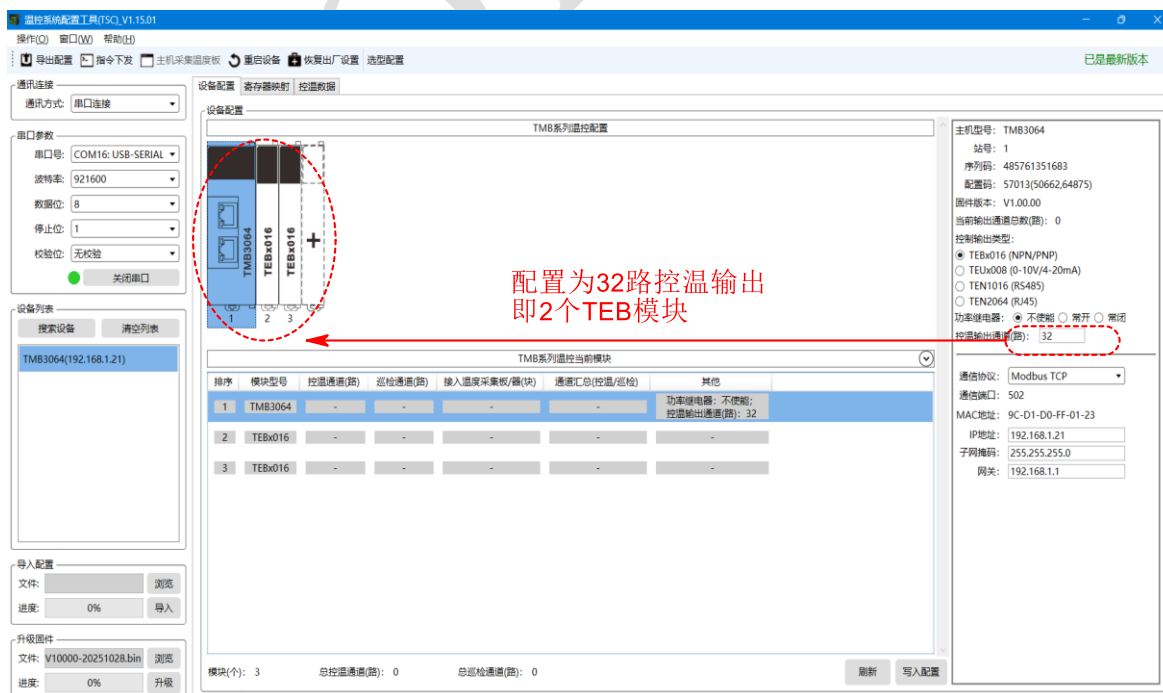 温控系统配置工具(TSC)_V1.15.01
操作(O) 窗口(W) 帮助(H)
导出配置 指令下发 主机采集温度板 重启设备 恢复出厂设置 选型配置 已是最新版本
通讯连接
通讯方式: 串口连接
串口参数
串口号: COM16: USB-SERIAL
波特率: 921600
数据位: 8
停止位: 1
校验位: 无校验
关闭串口
设备列表
搜索设备 清空列表
TMB3064(192.168.1.21)
导入配置
文件: 浏览
进度: 0% 导入
升级固件
文件: V10000-20251028.bin 浏览
进度: 0% 升级
设备配置 寄存器映射 控温数据
设备配置
TMB系列温控配置
TMB3064
TEBx016
TEBx016
+
1 2 3
配置为32路控温输出
即2个TEB模块
TMB系列温控当前模块
排序 模块型号 控温通道(路) 巡检通道(路) 接入温度采集板/器(块) 通道汇总(控温/巡检) 其他
1 TMB3064 - - - - 功率继电器: 不使能;
控温输出通道(路): 32
2 TEBx016 - - - - -
3 TEBx016 - - - - -
模块(个): 3 总控温通道(路): 0 总巡检通道(路): 0 刷新 写入配置
主机型号: TMB3064
站号: 1
序列码: 485761351683
配置码: 57013(50662,64875)
固件版本: V1.00.00
当前输出通道总数(路): 0
控制输出类型:
TEBx016 (NPN/PNP)
TEUx008 (0-10V/4-20mA)
TEN1016 (RS485)
TEN2064 (RJ45)
功率继电器: 不使能 常开 常闭
控温输出通道(路): 32
通信协议: Modbus TCP
通信端口: 502
MAC地址: 9C-D1-D0-FF-01-23
IP地址: 192.168.1.21
子网掩码: 255.255.255.0
网关: 192.168.1.1